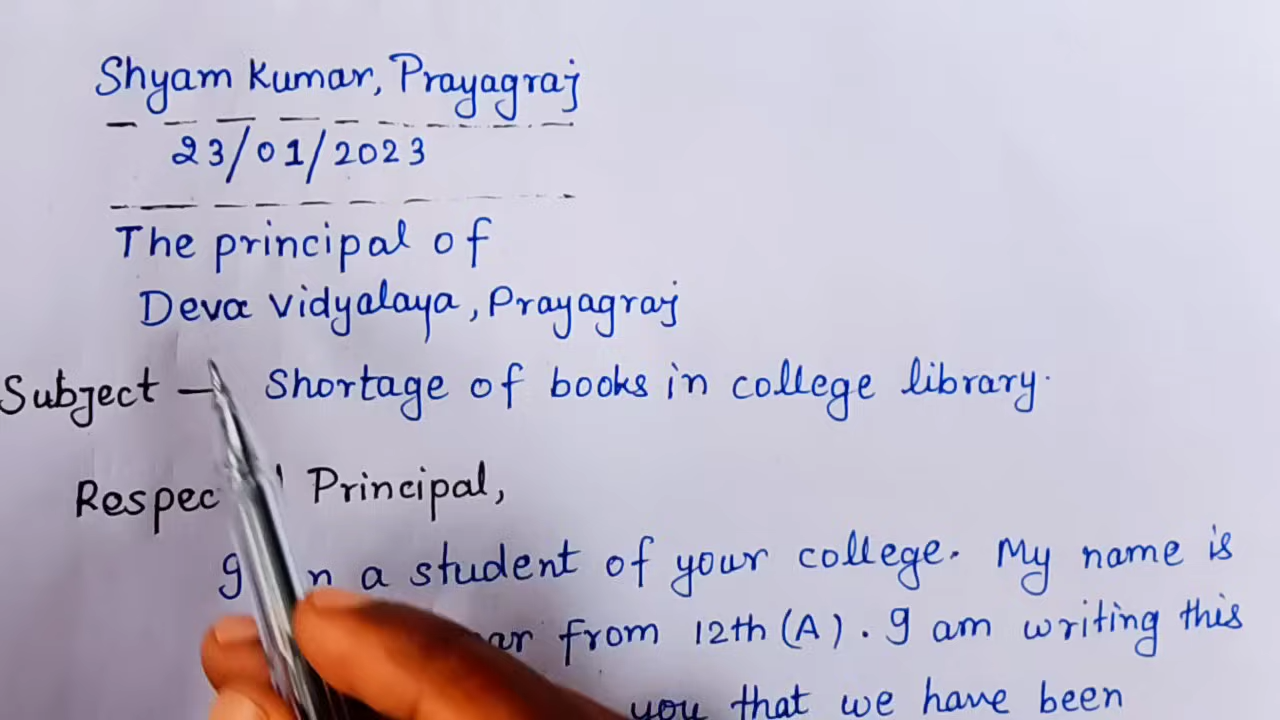 Shyam Kumar, Prayagraj
23/01/2023
The principal of
Deva Vidyalaya, Prayagraj
Subject – Shortage of books in college library.
Principal,
a student of your college. My name is
from 12th (A). I am writing this
you that we have been